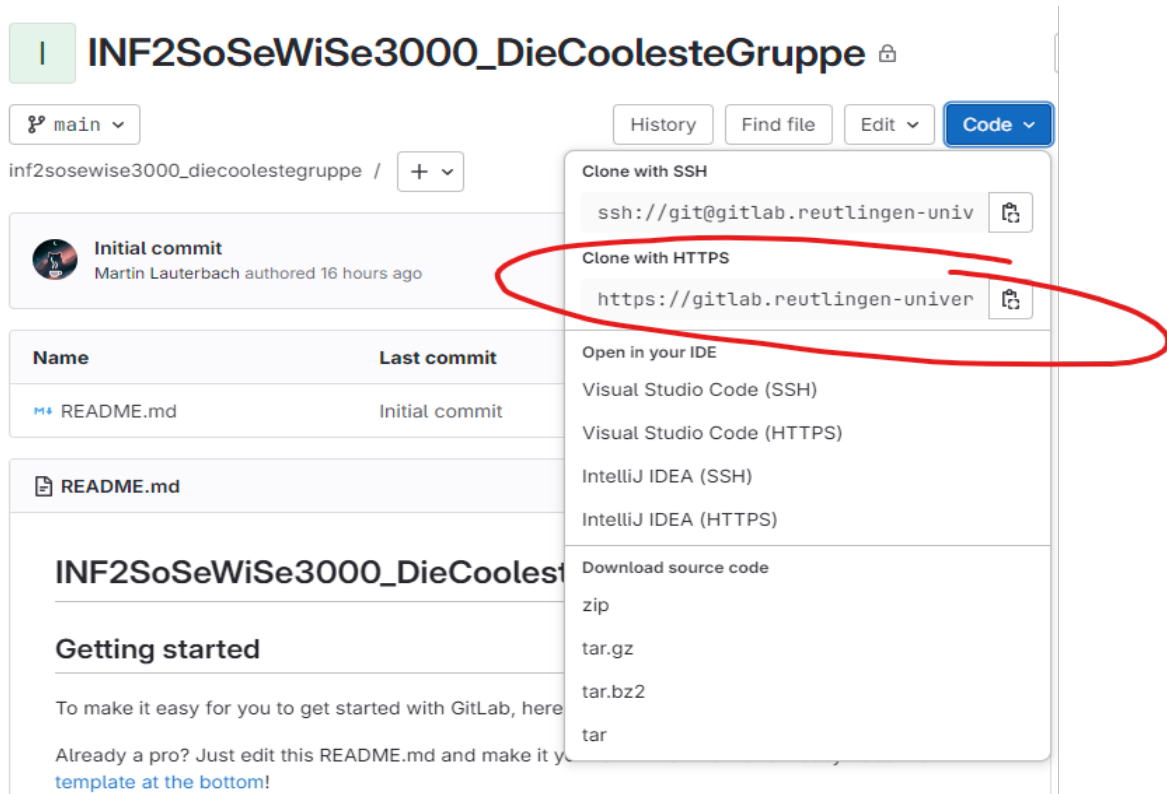 I
INF2SoSeWiSe3000_DieCoolesteGruppe
main
History
Find file
Edit
Code
inf2sosewise3000_diecoolestegruppe /
Clone with SSH
ssh://git@gitlab.reutlingen-univ
Initial commit
Martin Lauterbach authored 16 hours ago
Clone with HTTPS
https://gitlab.reutlingen-univer
Name
Last commit
README.md
Initial commit
Open in your IDE
Visual Studio Code (SSH)
Visual Studio Code (HTTPS)
IntelliJ IDEA (SSH)
IntelliJ IDEA (HTTPS)
README.md
INF2SoSeWiSe3000_DieCoolest
Getting started
To make it easy for you to get started with GitLab, here
Already a pro? Just edit this README.md and make it
template at the bottom!
Download source code
zip
tar.gz
tar.bz2
tar